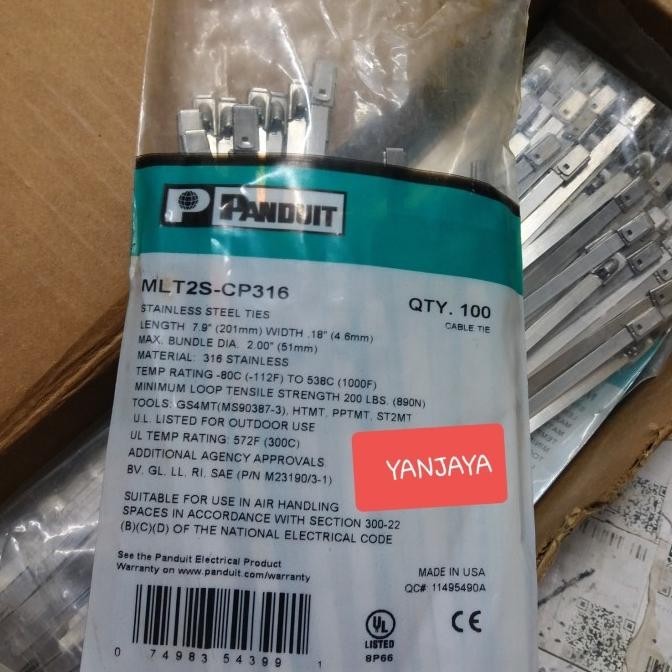 P PANDUIT
MLT2S-CP316
QTY. 100
CABLE TIE
STAINLESS STEEL TIES
LENGTH 7.9" (201mm) WIDTH .18" (4.6mm)
MAX. BUNDLE DIA. 2.00" (51mm)
MATERIAL: 316 STAINLESS
TEMP RATING -80C (-112F) TO 538C (1000F)
MINIMUM LOOP TENSILE STRENGTH 200 LBS. (890N)
TOOLS: GS4MT(MS90387-3), HTMT, PPTMT, ST2MT
U.L. LISTED FOR OUTDOOR USE
UL TEMP RATING: 572F (300C)
ADDITIONAL AGENCY APPROVALS
BV. GL. LL. RI. SAE (P/N M23190/3-1)
YANJAYA
SUITABLE FOR USE IN AIR HANDLING
SPACES IN ACCORDANCE WITH SECTION 300-22
(B)(C)(D) OF THE NATIONAL ELECTRICAL CODE
See the Panduit Electrical Product
Warranty on www.panduit.com/warranty
MADE IN USA
QC#: 11495490A
UL
LISTED
8P66
CE
0 74983 54399 1